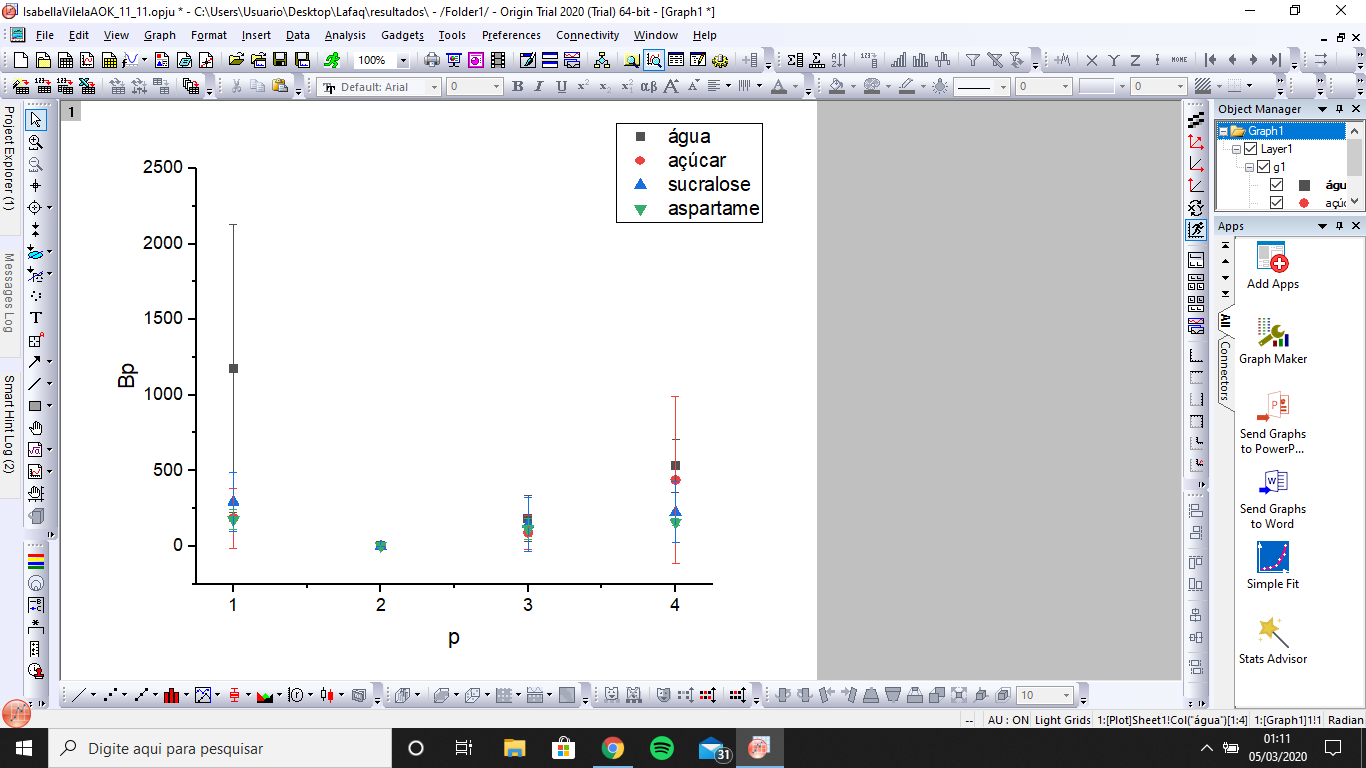 IsabellaVilelaAOK_11_11.opju * - C:\Users\Usuario\Desktop\Lafaq\resultados\ - /Folder1/ - Origin Trial 2020 (Trial) 64-bit - [Graph1 *]
File Edit View Graph Format Insert Data Analysis Gadgets Tools Preferences Connectivity Window Help
100%
HOME
Default: Arial 0 B I U αβ A A A 0 0
Project Explorer (1)
Messages Log
Smart Hint Log (2)
1
água
açúcar
sucralose
aspartame
2500
2000
1500
1000
500
0
Bp
1 2 3 4
p
Object Manager
Graph1
Layer1
g1
águ
açúc
Apps
All
Connectors
Add Apps
Graph Maker
Send Graphs
to PowerP...
Send Graphs
to Word
Simple Fit
Stats Advisor
10
-- AU : ON Light Grids 1:[Plot]Sheet1!Col("água")[1:4] 1:[Graph1]1!1 Radian
Digite aqui para pesquisar
31
01:11
05/03/2020